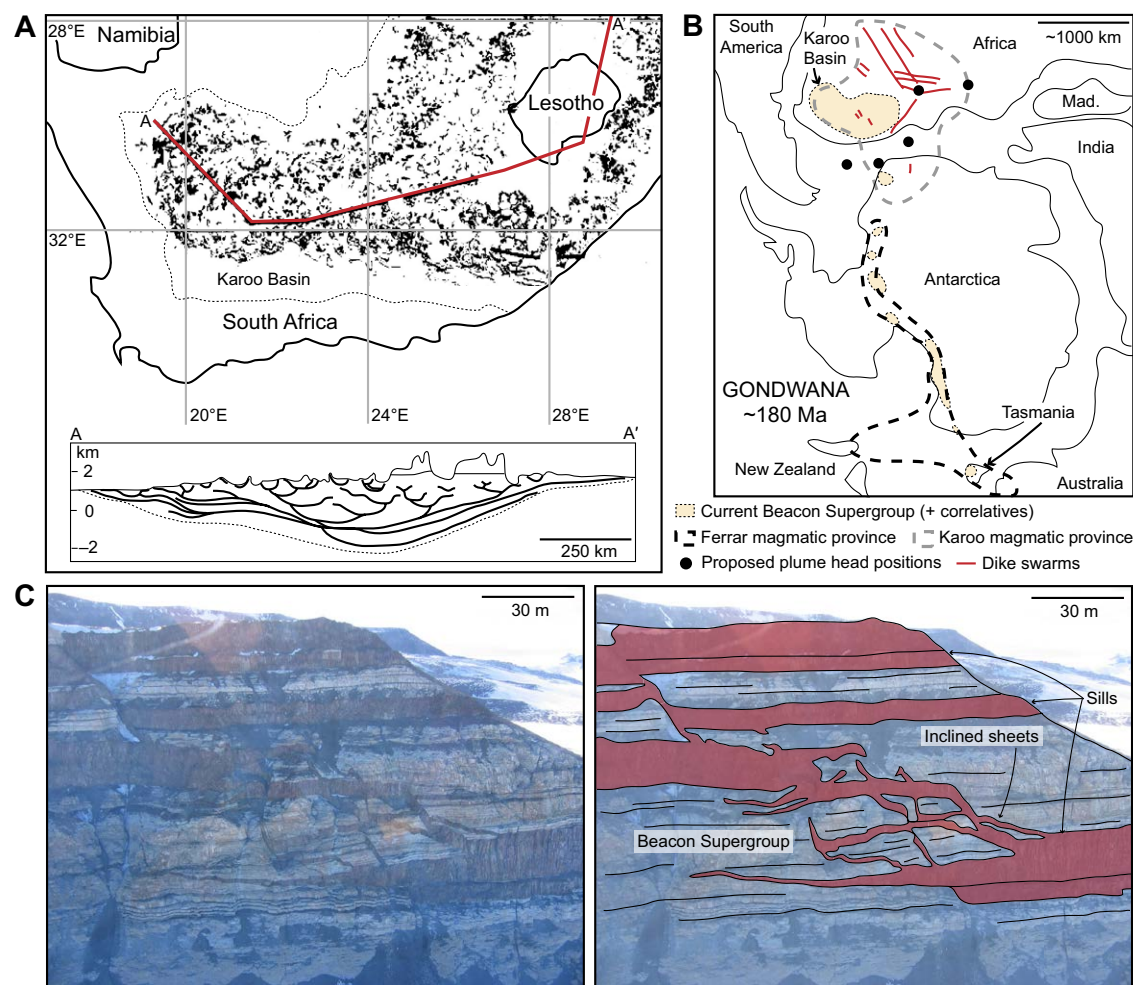 A
28°E
Namibia
A'
Lesotho
A
32°E
Karoo Basin
South Africa
20°E
24°E
28°E
A
A'
km
2
0
–2
250 km
B
South
America
Karoo
Basin
Africa
~1000 km
Mad.
India
Antarctica
GONDWANA
~180 Ma
Tasmania
New Zealand
Australia
Current Beacon Supergroup (+ correlatives)
Ferrar magmatic province
Karoo magmatic province
Proposed plume head positions
Dike swarms
C
30 m
30 m
Sills
Inclined sheets
Beacon Supergroup